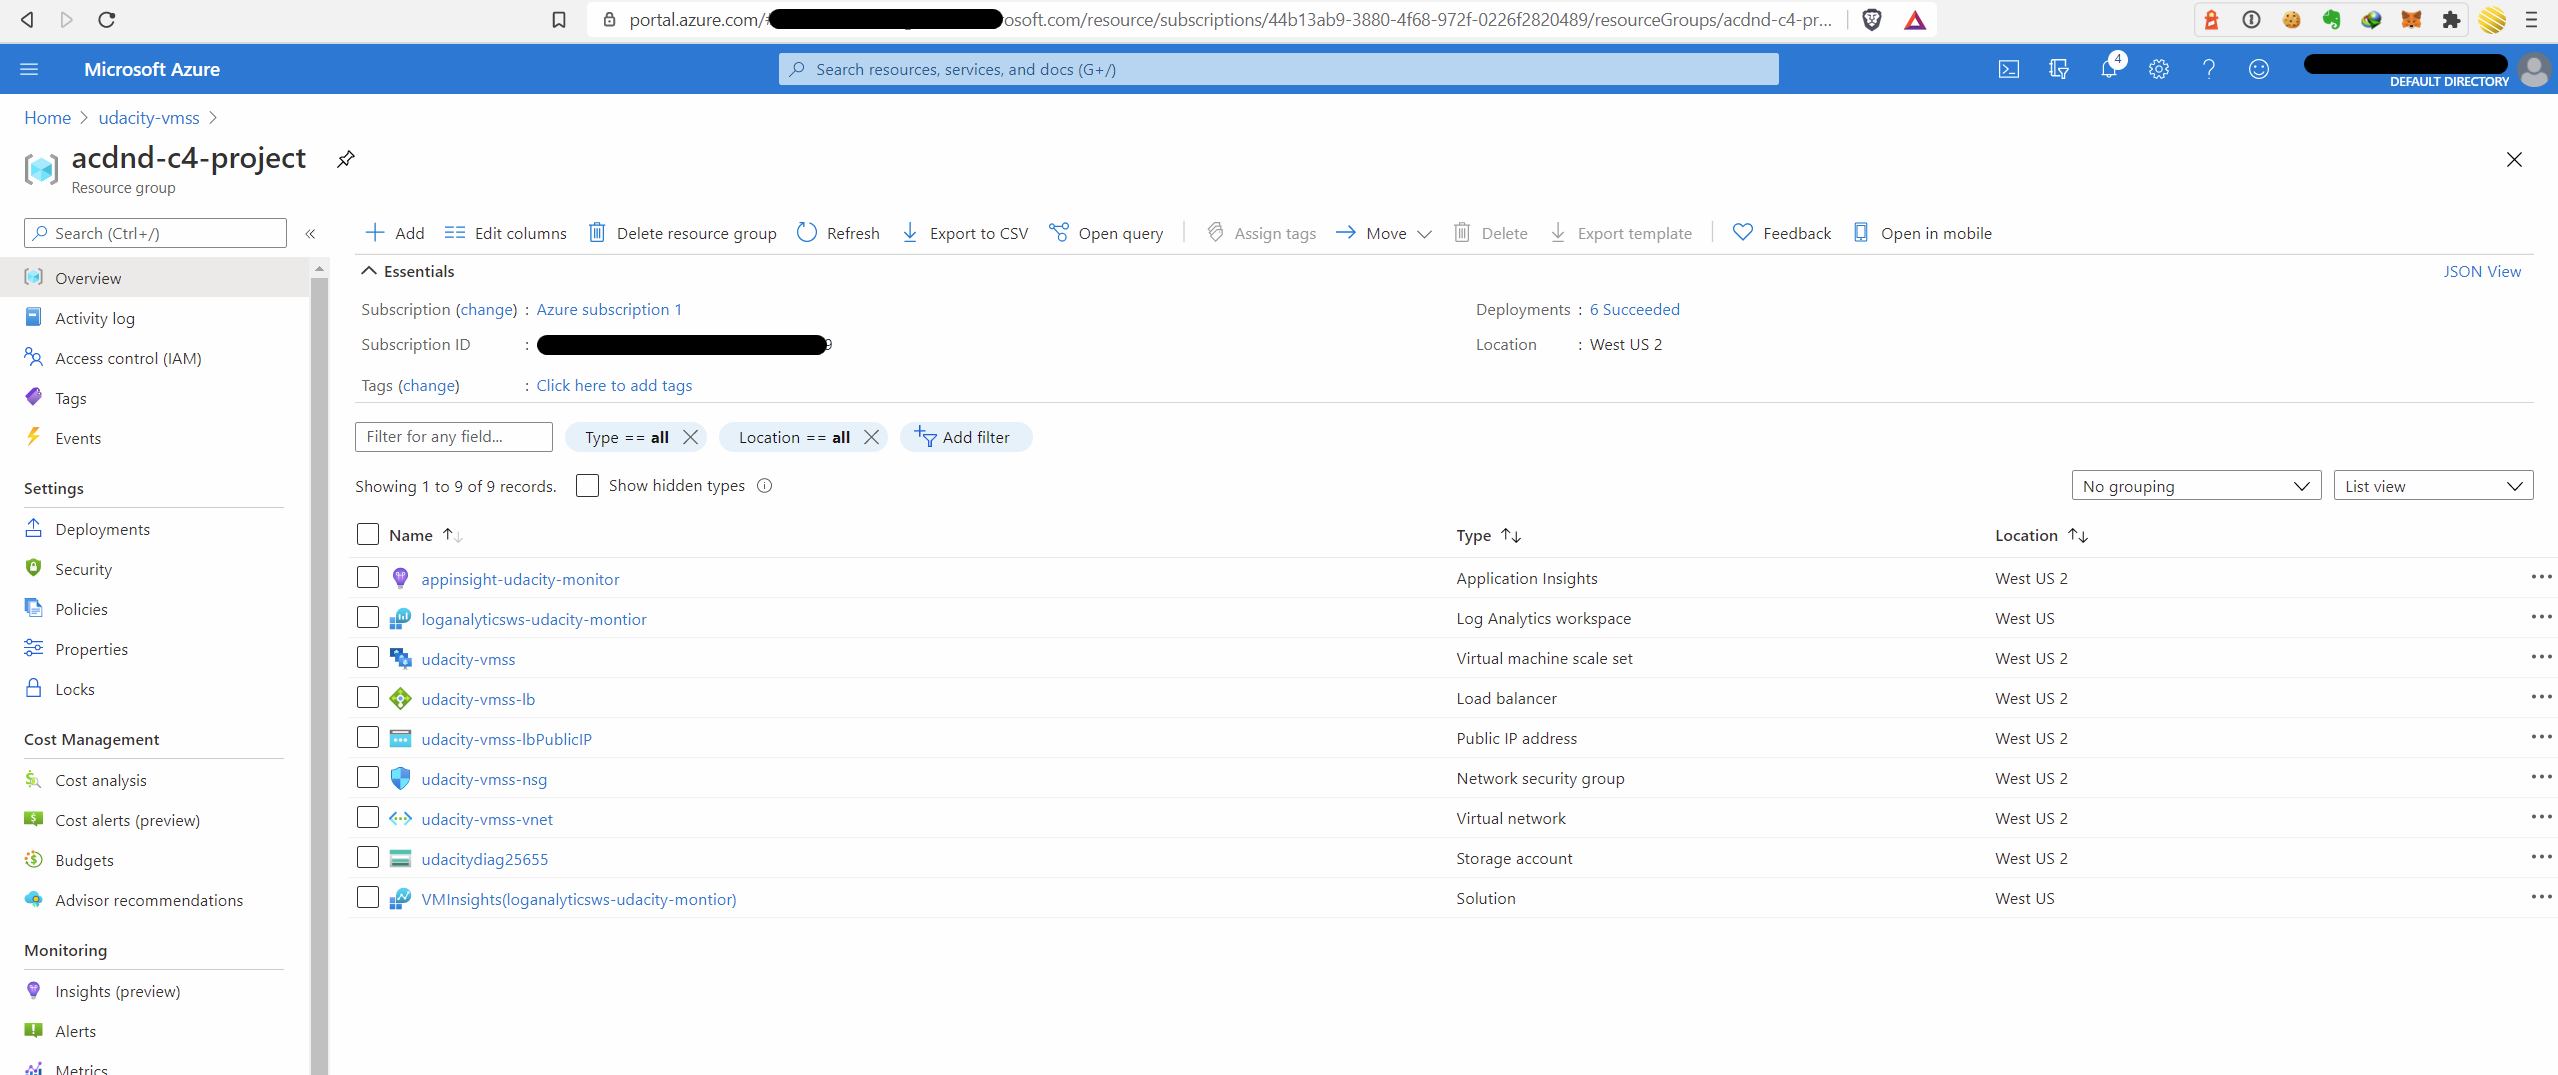 portal.azure.com/# osoft.com/resource/subscriptions/44b13ab9-3880-4f68-972f-0226f2820489/resourceGroups/acdnd-c4-pr...
Microsoft Azure
Search resources, services, and docs (G+/)
4
DEFAULT DIRECTORY
Home > udacity-vmss >
acdnd-c4-project
Resource group
Search (Ctrl+/)
«
Add
Edit columns
Delete resource group
Refresh
Export to CSV
Open query
Assign tags
Move
Delete
Export template
Feedback
Open in mobile
Overview
Activity log
Access control (IAM)
Tags
Events
Settings
Deployments
Security
Policies
Properties
Locks
Cost Management
Cost analysis
Cost alerts (preview)
Budgets
Advisor recommendations
Monitoring
Insights (preview)
Alerts
Metrics
Essentials
JSON View
Subscription (change) : Azure subscription 1
Deployments : 6 Succeeded
Subscription ID : 9
Location : West US 2
Tags (change) : Click here to add tags
Filter for any field...
Type == all
Location == all
Add filter
Showing 1 to 9 of 9 records.
Show hidden types
No grouping
List view
Name Type Location
appinsight-udacity-monitor Application Insights West US 2
loganalyticsws-udacity-montior Log Analytics workspace West US
udacity-vmss Virtual machine scale set West US 2
udacity-vmss-lb Load balancer West US 2
udacity-vmss-lbPublicIP Public IP address West US 2
udacity-vmss-nsg Network security group West US 2
udacity-vmss-vnet Virtual network West US 2
udacitydiag25655 Storage account West US 2
VMInsights(loganalyticsws-udacity-montior) Solution West US